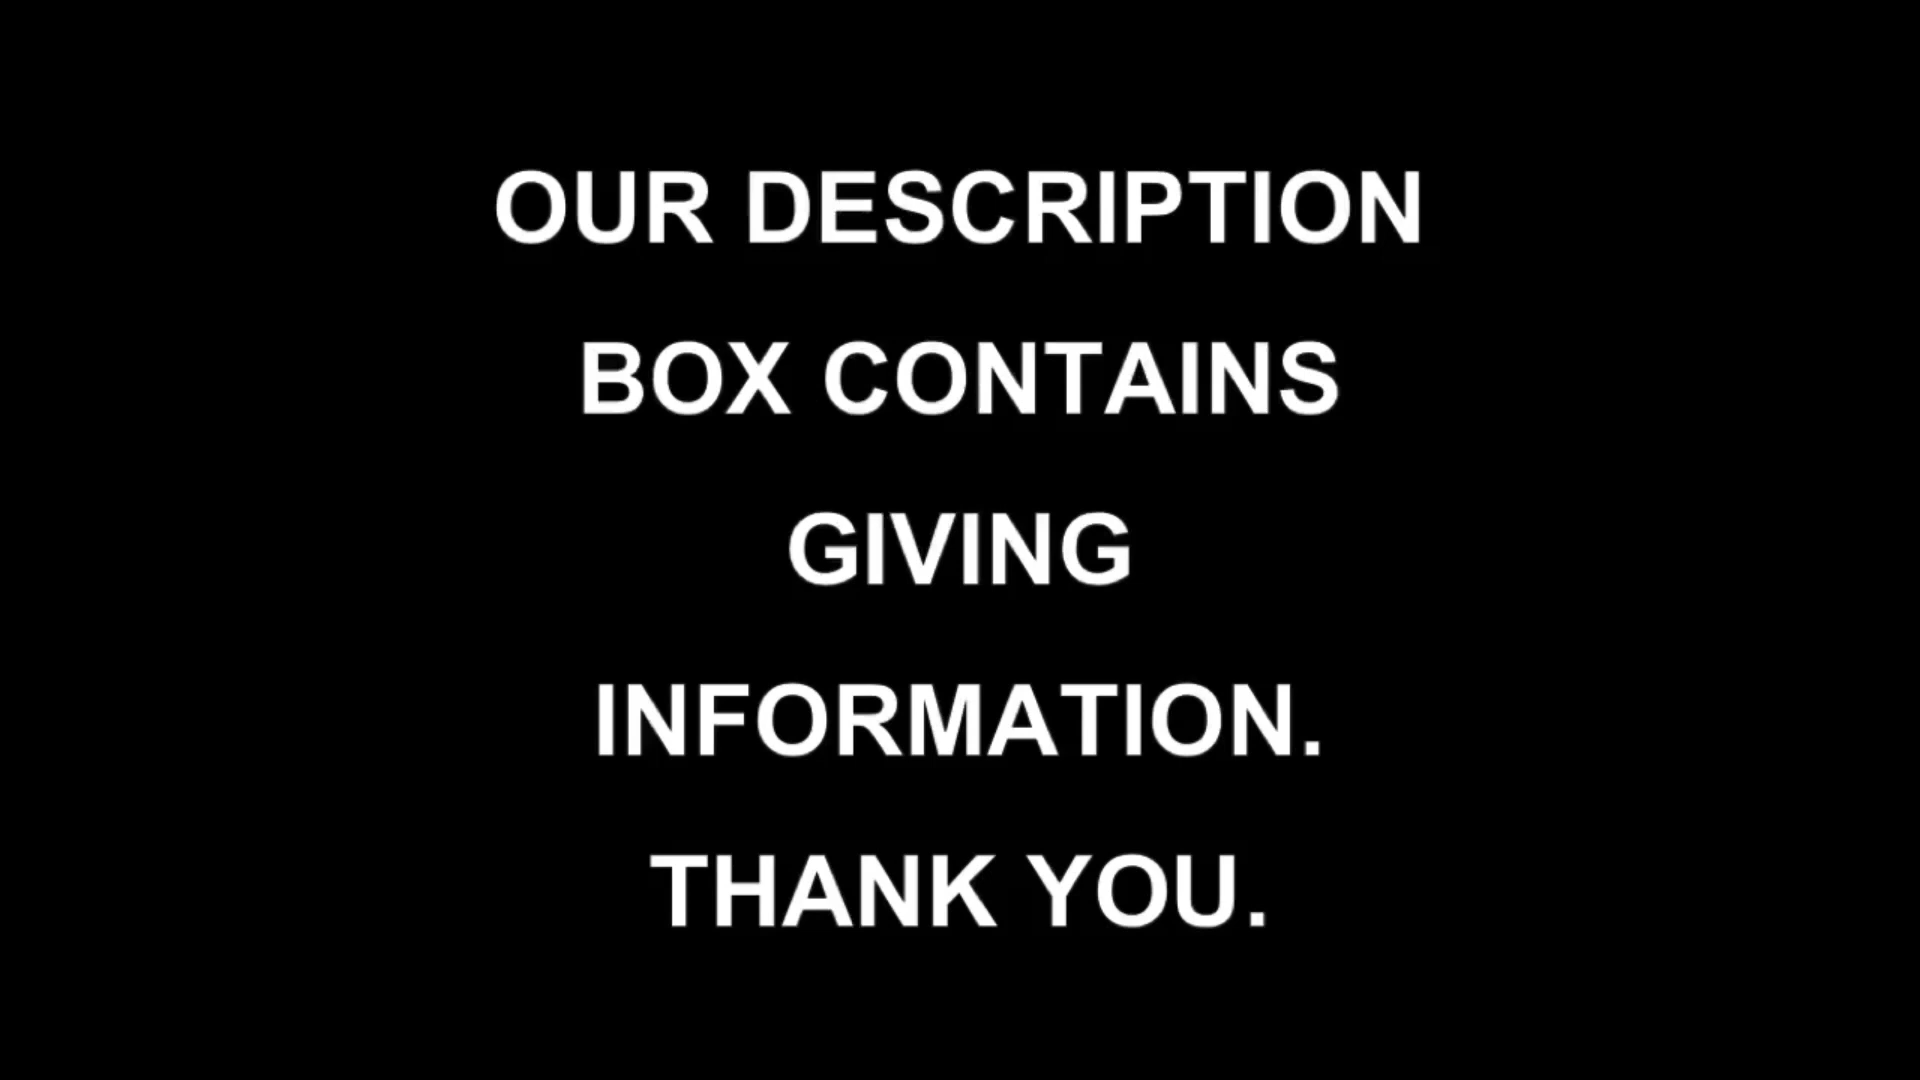 OUR DESCRIPTION
BOX CONTAINS
GIVING
INFORMATION.
THANK YOU.